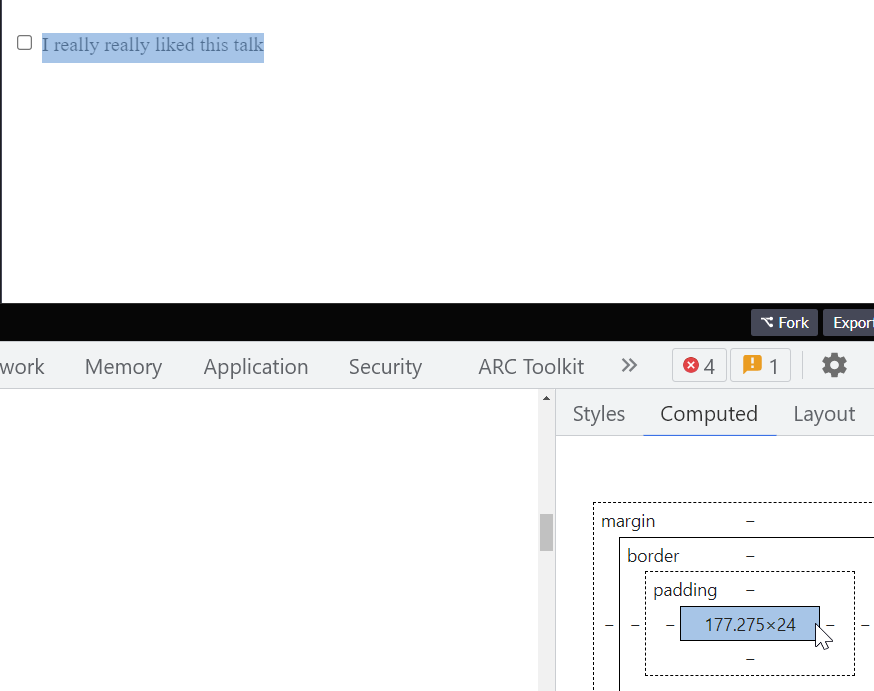 I really really liked this talk
Fork Export
work Memory Application Security ARC Toolkit 4 1
Styles Computed Layout
margin –
border –
padding –
– – – 177.275×24 – –
–